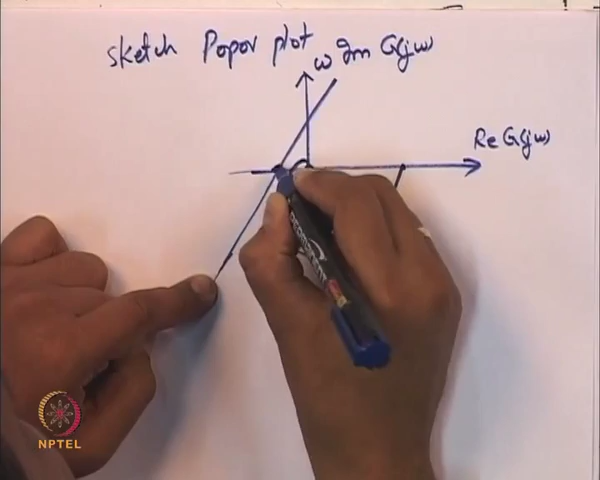 sketch Popov plot
ω Im G(jω)
Re G(jω)
NPTEL